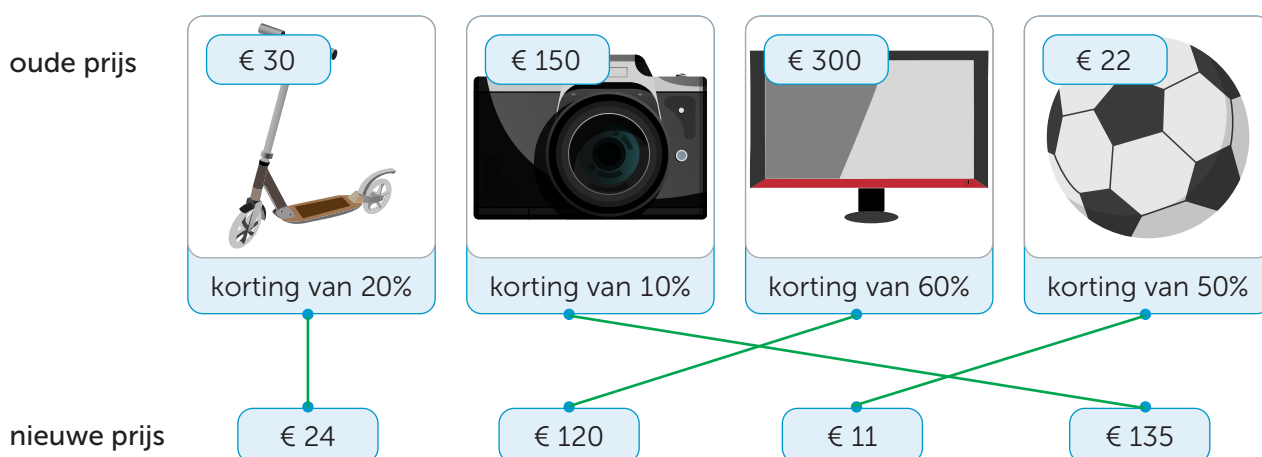 oude prijs
€ 30
€ 150
€ 300
€ 22
korting van 20%
korting van 10%
korting van 60%
korting van 50%
nieuwe prijs
€ 24
€ 120
€ 11
€ 135